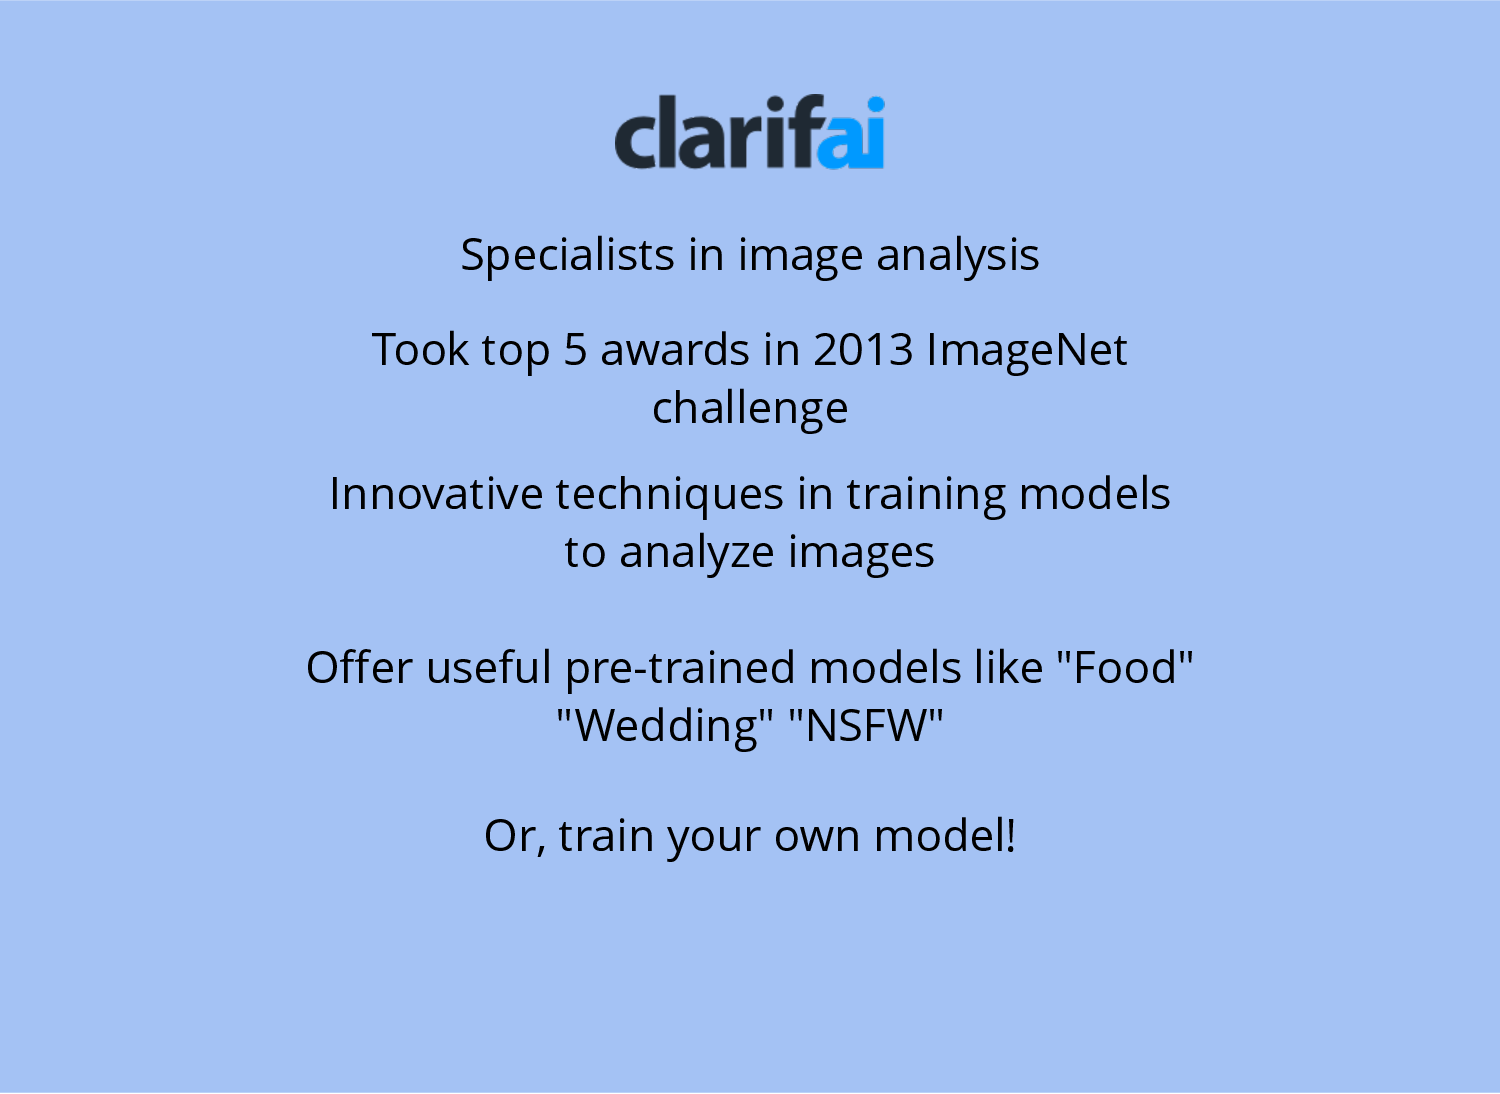 clarifai
Specialists in image analysis
Took top 5 awards in 2013 ImageNet
challenge
Innovative techniques in training models
to analyze images
Offer useful pre-trained models like "Food"
"Wedding" "NSFW"
Or, train your own model!